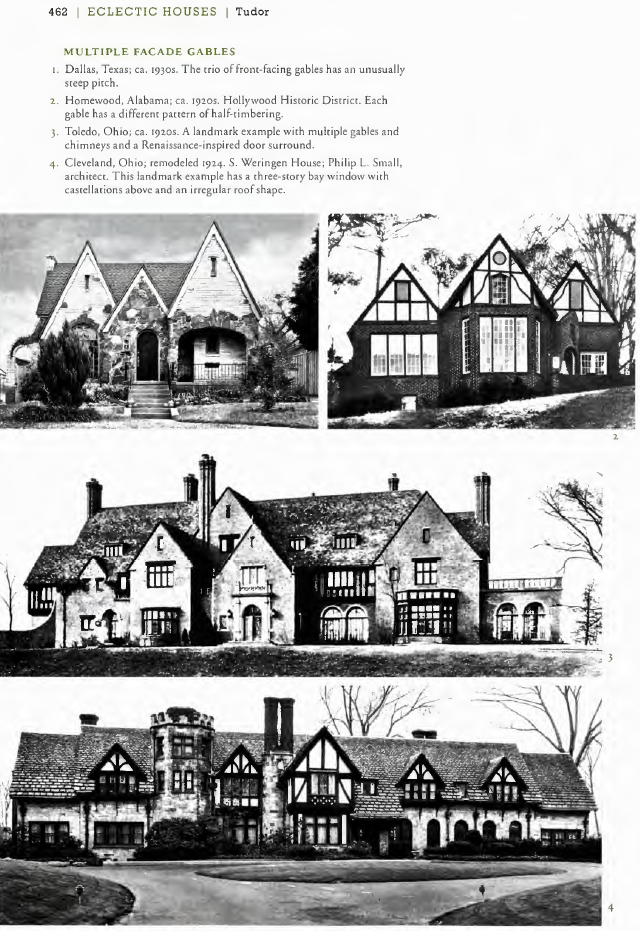 462 | ECLECTIC HOUSES | Tudor
MULTIPLE FACADE GABLES
1. Dallas, Texas; ca. 1930s. The trio of front-facing gables has an unusually
steep pitch.
2. Homewood, Alabama; ca. 1920s. Hollywood Historic District. Each
gable has a different pattern of half-timbering.
3. Toledo, Ohio; ca. 1920s. A landmark example with multiple gables and
chimneys and a Renaissance-inspired door surround.
4. Cleveland, Ohio; remodeled 1924. S. Weringen House; Philip L. Small,
architect. This landmark example has a three-story bay window with
castellations above and an irregular roof shape.
2
3
4